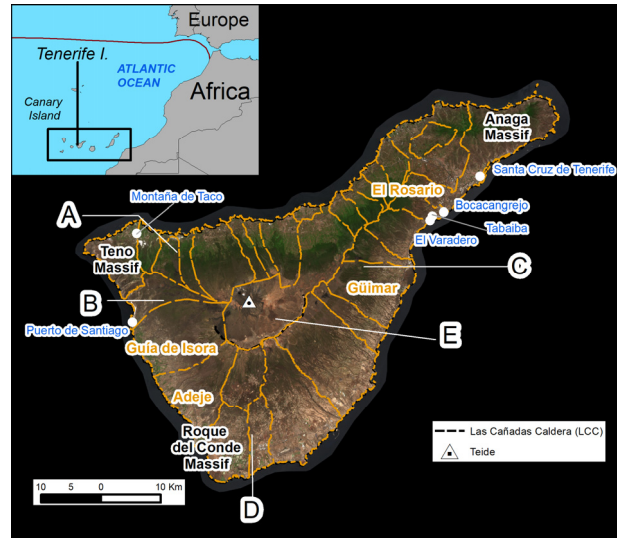 Europe
Tenerife I.
ATLANTIC
OCEAN
Africa
Canary
Island
Anaga
Massif
Santa Cruz de Tenerife
El Rosario
Montaña de Taco
Bocacangrejo
A
Tabaiba
El Varadero
Teno
Massif
C
B
Güimar
E
Puerto de Santiago
Guía de Isora
Adeje
Roque
del Conde
Massif
Las Cañadas Caldera (LCC)
Teide
10 5 0 10 Km
D